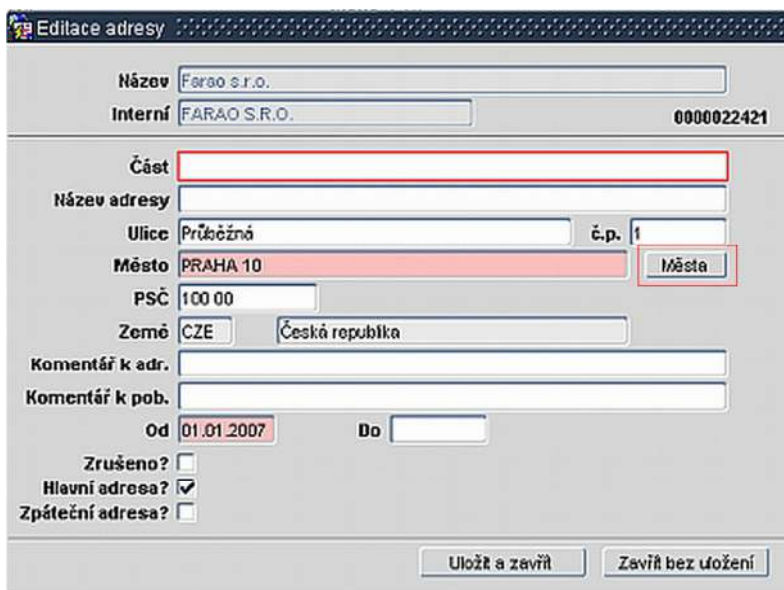 Editace adresy
Název Farao s.r.o.
Interní FARAO S.R.O. 0000022421
Část
Název adresy
Ulice Průběžná č.p. 1
Město PRAHA 10 Města
PSČ 100 00
Země CZE Česká republika
Komentář k adr.
Komentář k pob.
Od 01.01.2007 Do
Zrušeno?
Hlavní adresa?
Zpáteční adresa?
Uložit a zavřít Zavřít bez uložení